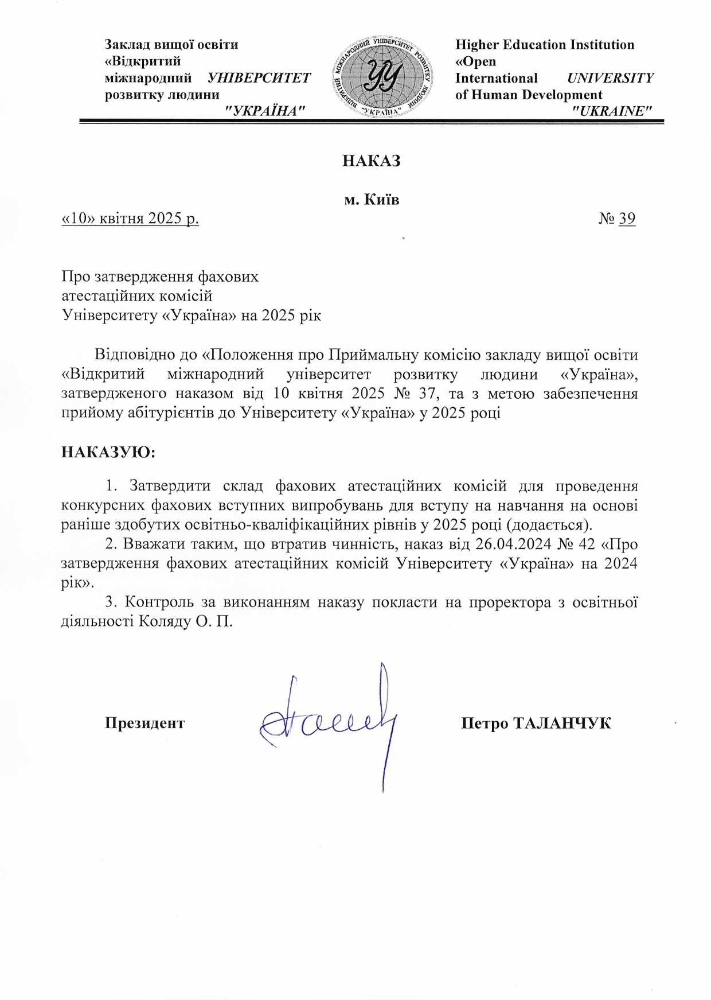 Заклад вищої освіти
«Відкритий
міжнародний УНІВЕРСИТЕТ
розвитку людини
"УКРАЇНА"
ВІДКРИТИЙ МІЖНАРОДНИЙ УНІВЕРСИТЕТ РОЗВИТКУ ЛЮДИНИ
"УКРАЇНА"
УУ
Higher Education Institution
«Open
International UNIVERSITY
of Human Development
"UKRAINE"
НАКАЗ
м. Київ
«10» квітня 2025 р. № 39
Про затвердження фахових
атестаційних комісій
Університету «Україна» на 2025 рік
Відповідно до «Положення про Приймальну комісію закладу вищої освіти
«Відкритий міжнародний університет розвитку людини «Україна»,
затвердженого наказом від 10 квітня 2025 № 37, та з метою забезпечення
прийому абітурієнтів до Університету «Україна» у 2025 році
НАКАЗУЮ:
1. Затвердити склад фахових атестаційних комісій для проведення
конкурсних фахових вступних випробувань для вступу на навчання на основі
раніше здобутих освітньо-кваліфікаційних рівнів у 2025 році (додається).
2. Вважати таким, що втратив чинність, наказ від 26.04.2024 № 42 «Про
затвердження фахових атестаційних комісій Університету «Україна» на 2024
рік».
3. Контроль за виконанням наказу покласти на проректора з освітньої
діяльності Коляду О. П.
Президент Петро ТАЛАНЧУК